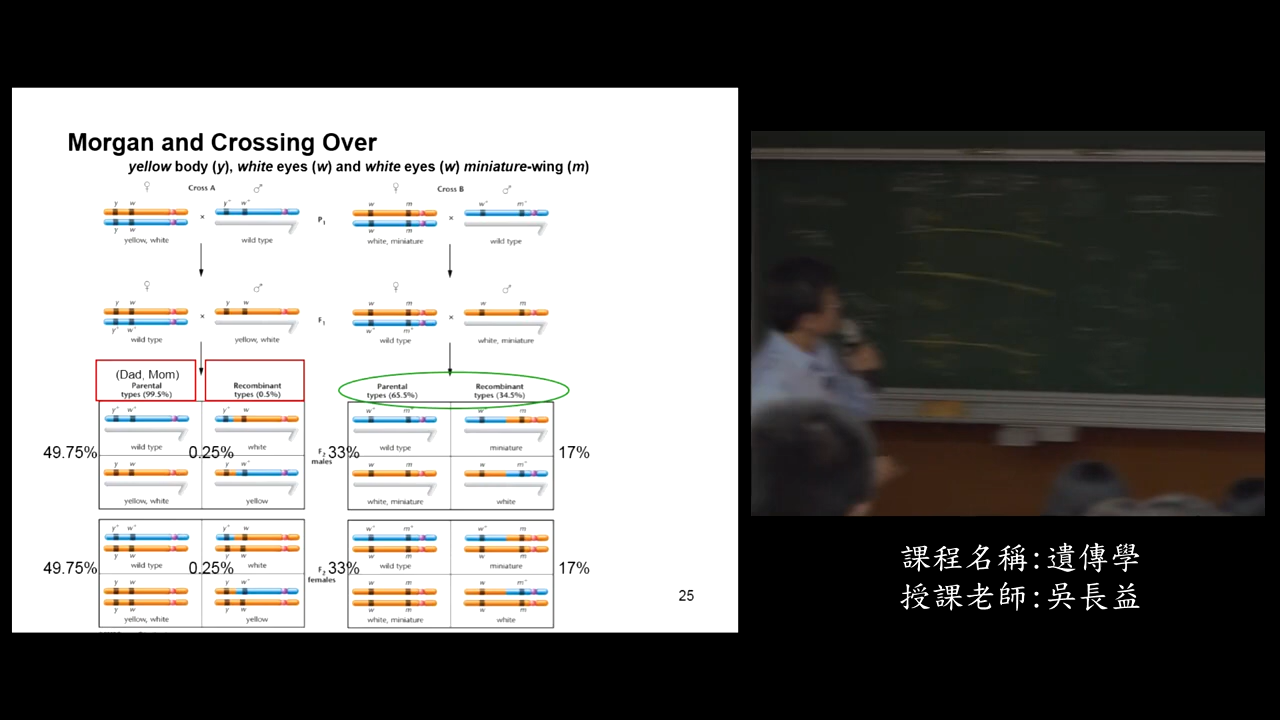 Morgan and Crossing Over
yellow body (y), white eyes (w) and white eyes (w) miniature-wing (m)
♀ Cross A ♂
y w
y⁺ w⁺
×
y w
yellow, white
wild type
♀ Cross B ♂
w m
w⁺ m⁺
×
w m
white, miniature
wild type
P₁
♀ ♂
y w
y w
×
y⁺ w⁺
wild type
yellow, white
♀ ♂
w m
w m
×
w⁺ m⁺
wild type
white, miniature
F₁
(Dad, Mom)
Parental
types (99.5%)
Recombinant
types (0.5%)
Parental
types (65.5%)
Recombinant
types (34.5%)
y⁺ w⁺
y⁺ w
w⁺ m⁺
w⁺ m
wild type
white
wild type
miniature
49.75%
0.25%
F₂
males
33%
17%
y w
y w⁺
w m
w m⁺
yellow, white
yellow
white, miniature
white
y⁺ w⁺
y⁺ w
w⁺ m⁺
w⁺ m
y w
y w
w m
w m
wild type
white
wild type
miniature
49.75%
0.25%
F₂
females
33%
17%
y w
y w⁺
w m
w m⁺
y w
y w
w m
w m
yellow, white
yellow
white, miniature
white
25
課程名稱:遺傳學
授課老師:吳長益